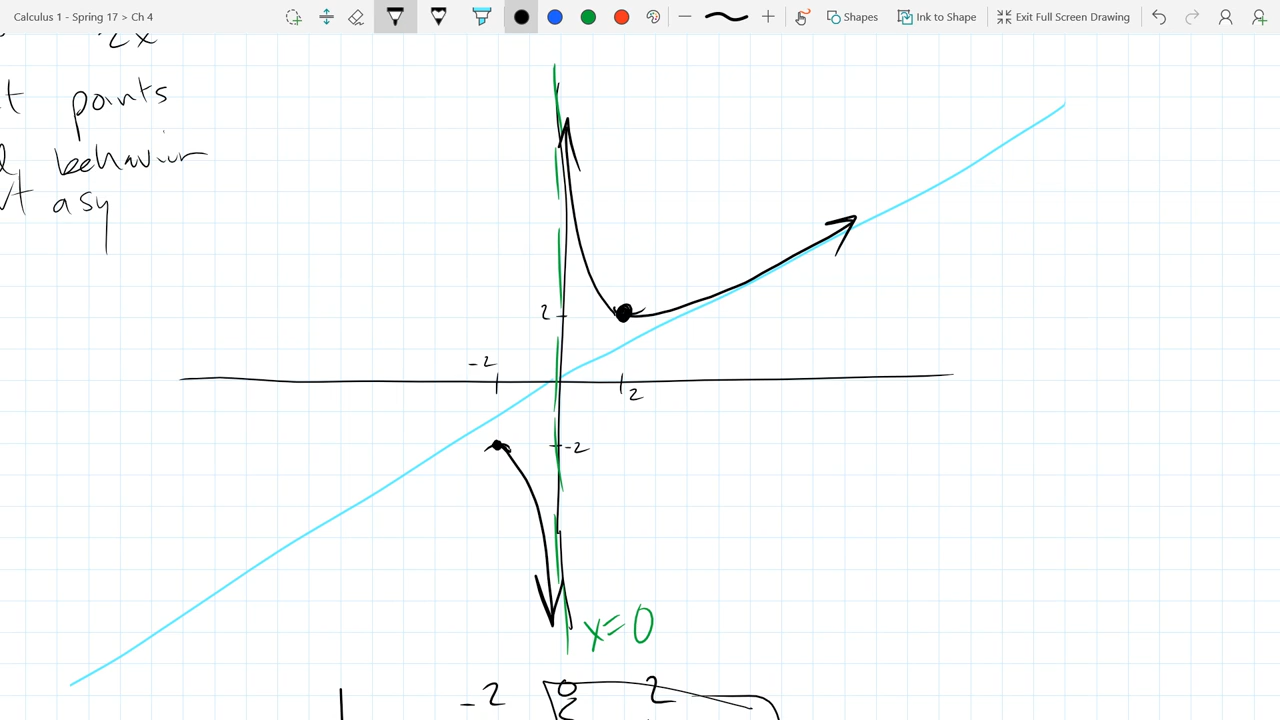 Calculus 1 - Spring 17 > Ch 4
Shapes
Ink to Shape
Exit Full Screen Drawing
2x
t points
behavior
t asy
2
-2
2
-2
x=0
-2 0 2
2